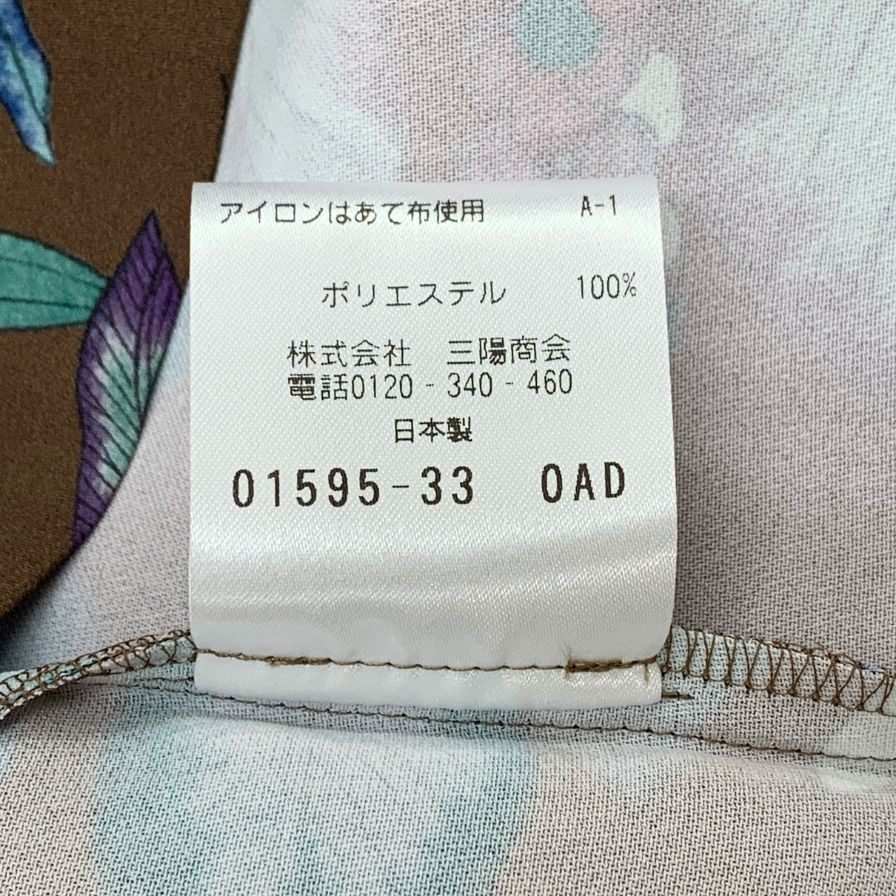 アイロンはあて布使用 A-1
ポリエステル 100%
株式会社 三陽商会
電話0120-340-460
日本製
01595-33 0AD